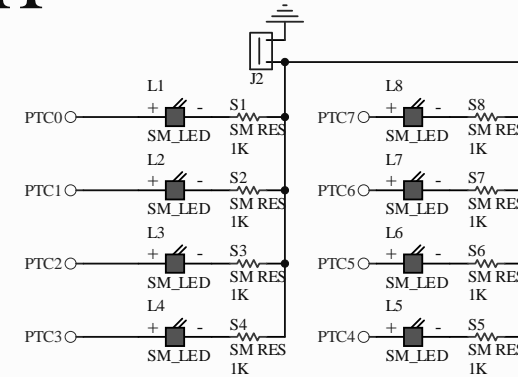 J2
L1
+ -
S1
PTC0
SM_LED
SM RES
1K
L2
+ -
S2
PTC1
SM_LED
SM RES
1K
L3
+ -
S3
PTC2
SM_LED
SM RES
1K
L4
+ -
S4
PTC3
SM_LED
SM RES
1K
L8
+ -
S8
PTC7
SM_LED
SM RES
1K
L7
+ -
S7
PTC6
SM_LED
SM RES
1K
L6
+ -
S6
PTC5
SM_LED
SM RES
1K
L5
+ -
S5
PTC4
SM_LED
SM RES
1K